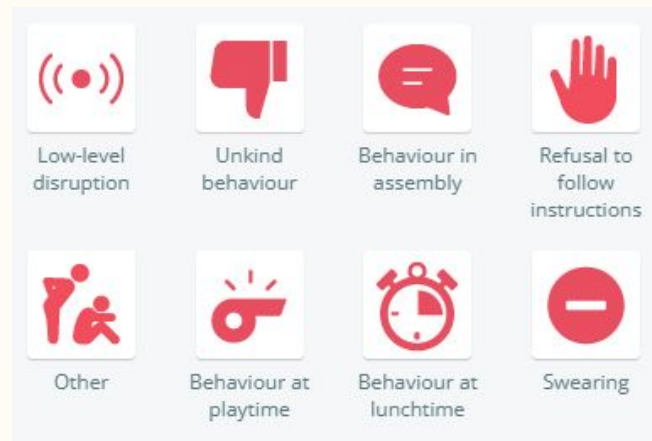 Low-level
disruption
Unkind
behaviour
Behaviour in
assembly
Refusal to
follow
instructions
Other
Behaviour at
playtime
Behaviour at
lunchtime
Swearing